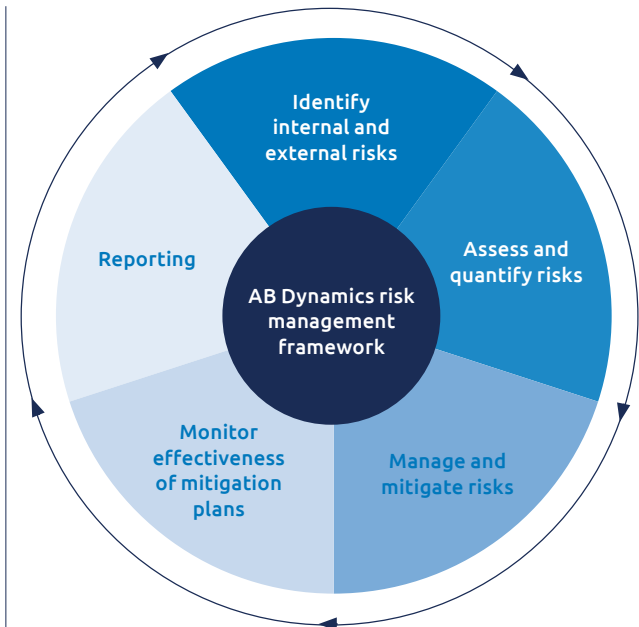 Identify
internal and
external risks
Assess and
quantify risks
Manage and
mitigate risks
Monitor
effectiveness
of mitigation
plans
Reporting
AB Dynamics risk
management
framework